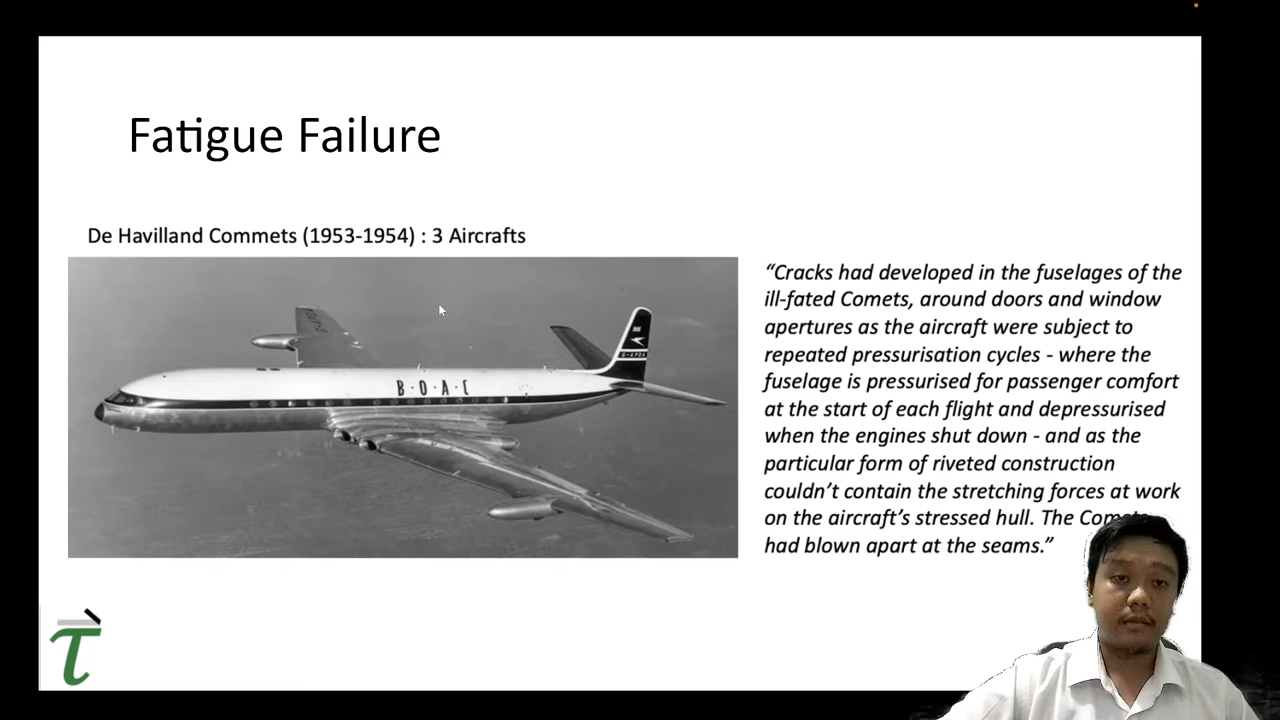 Fatigue Failure
De Havilland Commets (1953-1954) : 3 Aircrafts
“Cracks had developed in the fuselages of the
ill-fated Comets, around doors and window
apertures as the aircraft were subject to
repeated pressurisation cycles - where the
fuselage is pressurised for passenger comfort
at the start of each flight and depressurised
when the engines shut down - and as the
particular form of riveted construction
couldn’t contain the stretching forces at work
on the aircraft’s stressed hull. The Comets
had blown apart at the seams.”
B·O·A·C
τ